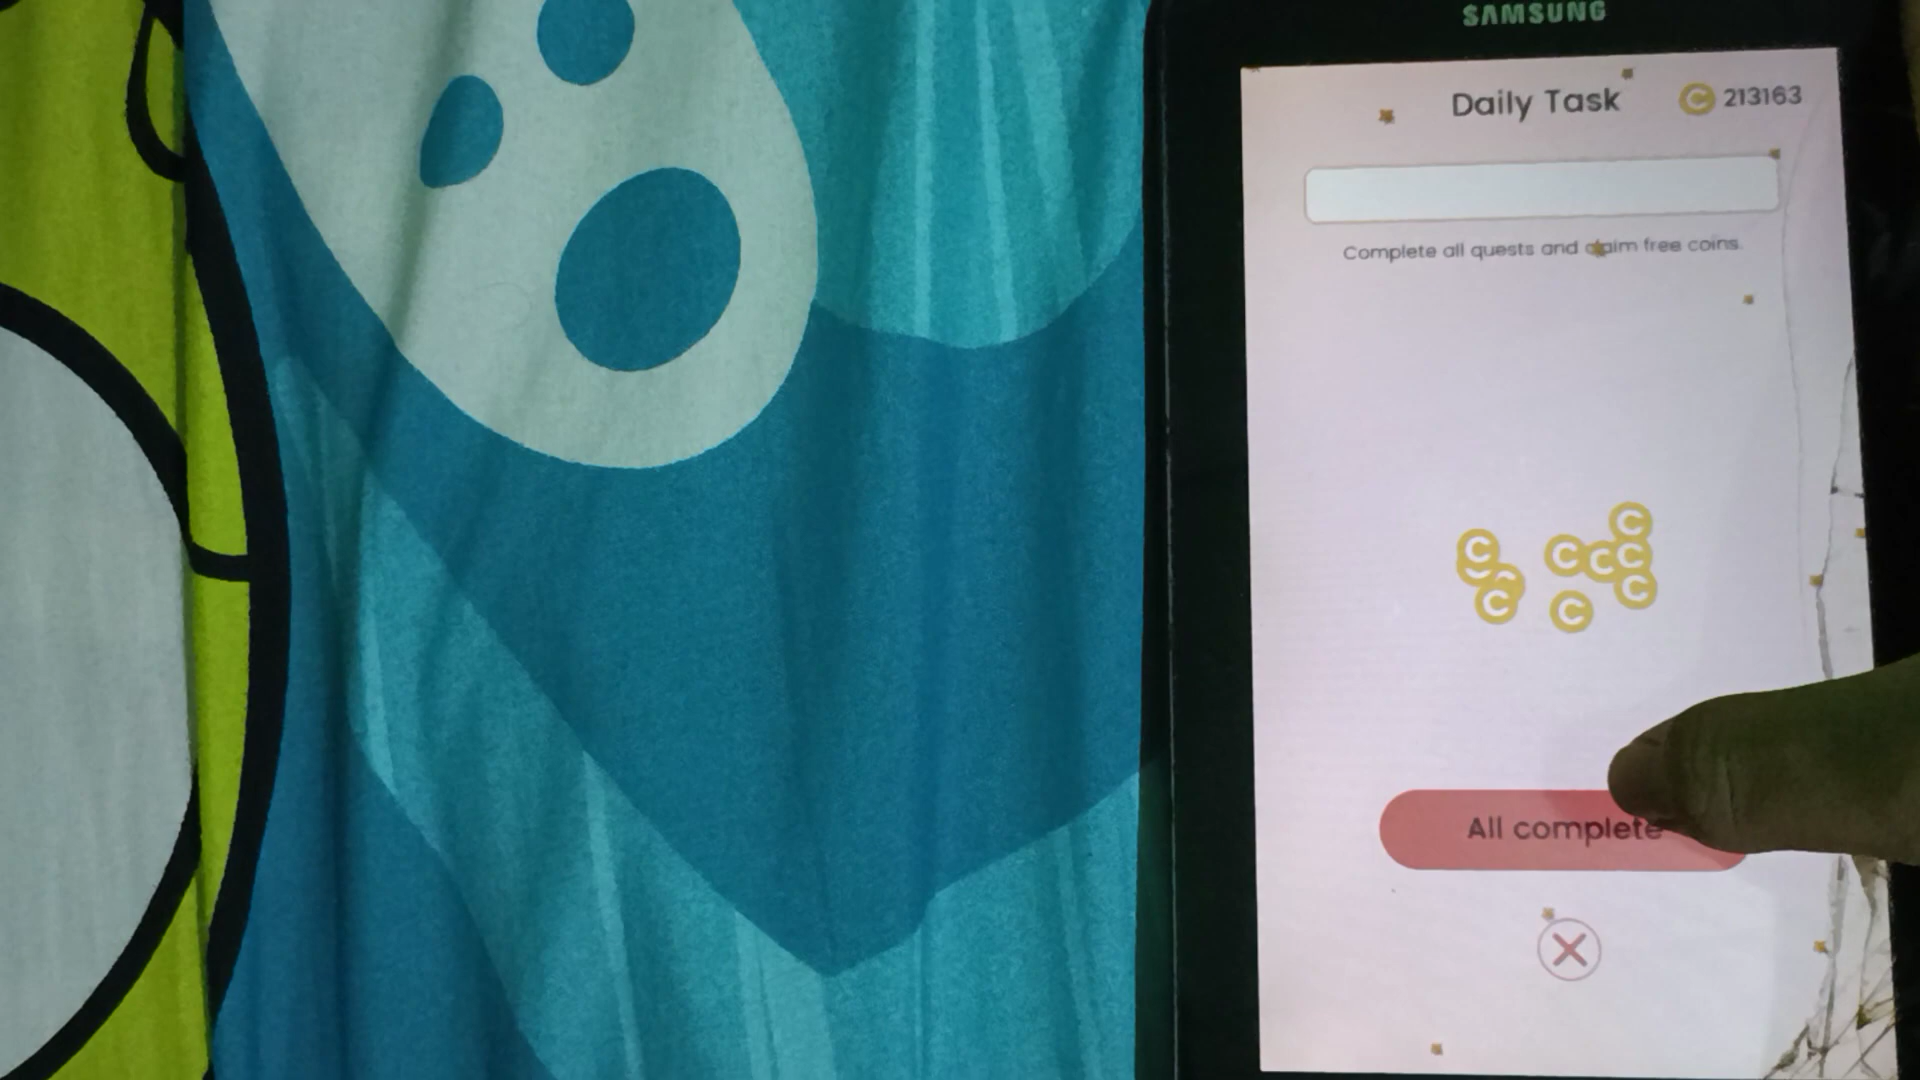 SAMSUNG
Daily Task
213163
Complete all quests and claim free coins.
All complete